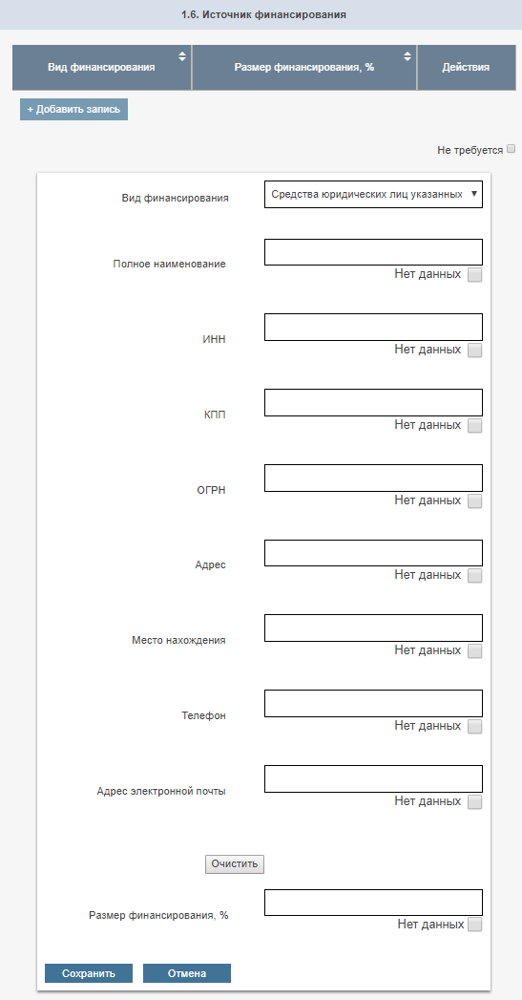 1.6. Источник финансирования
Вид финансирования Размер финансирования, % Действия
+ Добавить запись
Не требуется
Вид финансирования Средства юридических лиц указанных
Полное наименование
Нет данных
ИНН
Нет данных
КПП
Нет данных
ОГРН
Нет данных
Адрес
Нет данных
Место нахождения
Нет данных
Телефон
Нет данных
Адрес электронной почты
Нет данных
Очистить
Размер финансирования, %
Нет данных
Сохранить Отмена